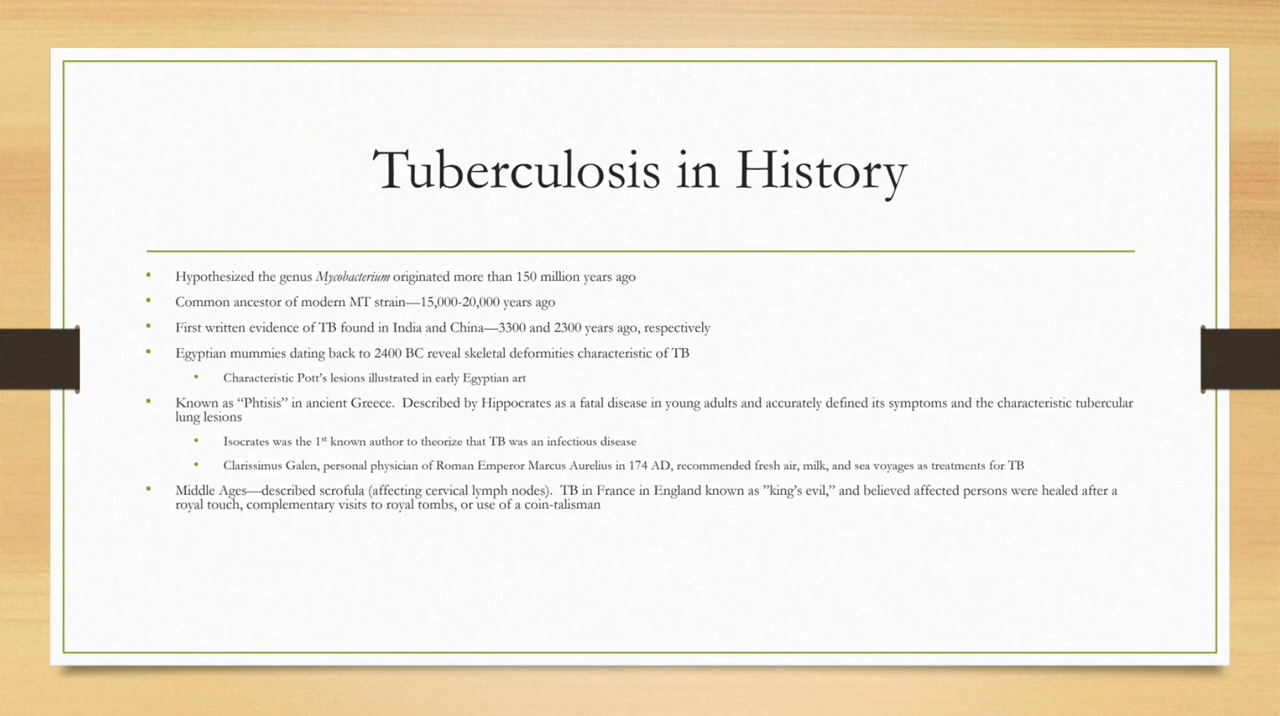 Tuberculosis in History
• Hypothesized the genus Mycobacterium originated more than 150 million years ago
• Common ancestor of modern MT strain—15,000-20,000 years ago
• First written evidence of TB found in India and China—3300 and 2300 years ago, respectively
• Egyptian mummies dating back to 2400 BC reveal skeletal deformities characteristic of TB
• Characteristic Pott’s lesions illustrated in early Egyptian art
• Known as “Phtisis” in ancient Greece.  Described by Hippocrates as a fatal disease in young adults and accurately defined its symptoms and the characteristic tubercular
lung lesions
• Isocrates was the 1st known author to theorize that TB was an infectious disease
• Clarissimus Galen, personal physician of Roman Emperor Marcus Aurelius in 174 AD, recommended fresh air, milk, and sea voyages as treatments for TB
• Middle Ages—described scrofula (affecting cervical lymph nodes).  TB in France in England known as ”king’s evil,” and believed affected persons were healed after a
royal touch, complementary visits to royal tombs, or use of a coin-talisman